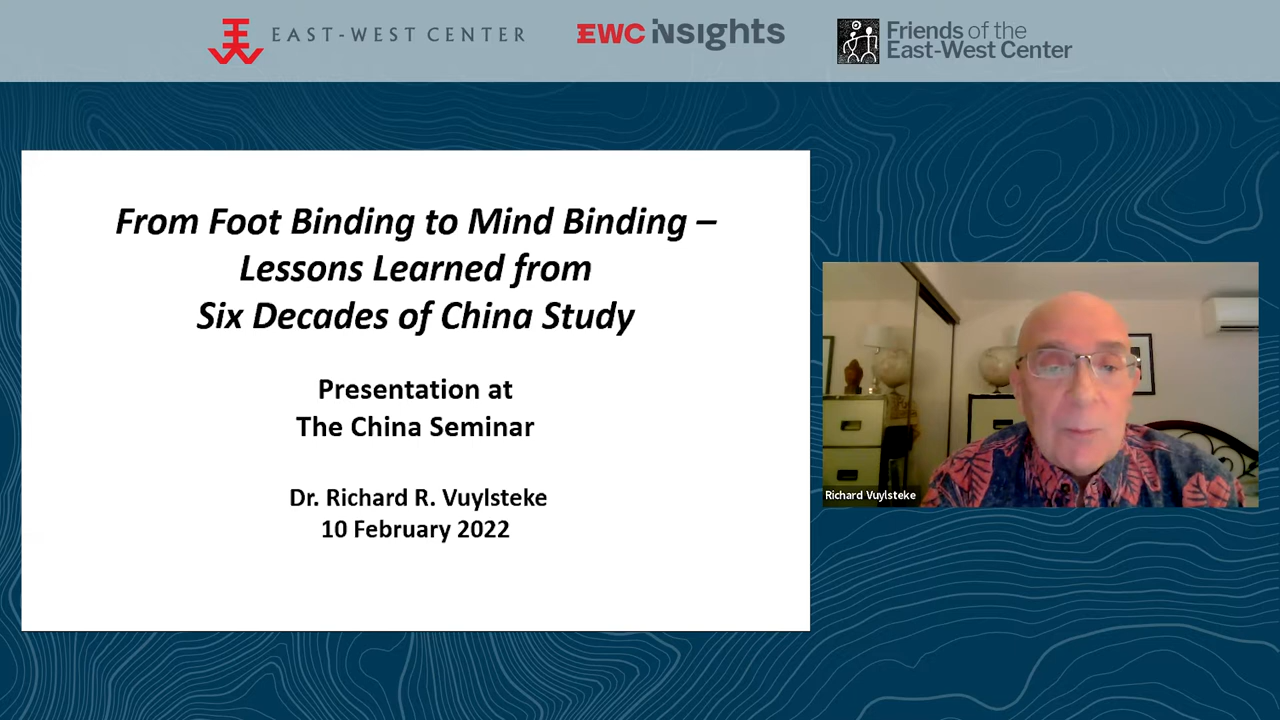 EAST-WEST CENTER
EWC insights
Friends of the
East-West Center
From Foot Binding to Mind Binding –
Lessons Learned from
Six Decades of China Study
Presentation at
The China Seminar
Dr. Richard R. Vuylsteke
10 February 2022
Richard Vuylsteke